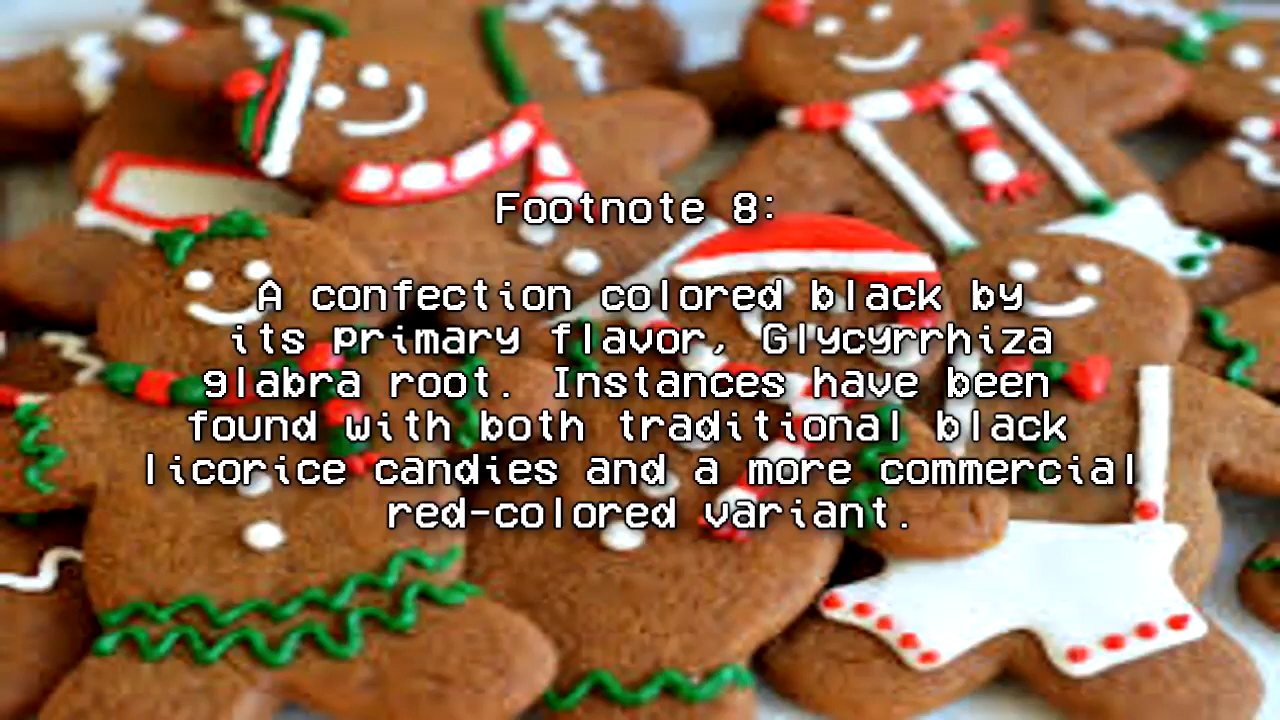 Footnote 8:
A confection colored black by
its primary flavor, Glycyrrhiza
glabra root. Instances have been
found with both traditional black
licorice candies and a more commercial
red-colored variant.